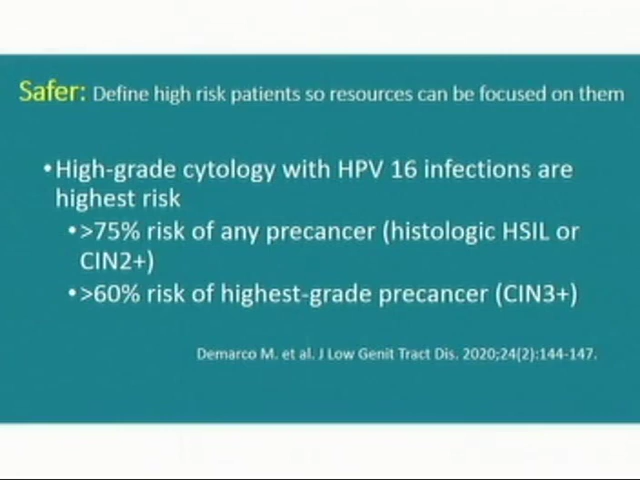 Safer: Define high risk patients so resources can be focused on them
•High-grade cytology with HPV 16 infections are
highest risk
•>75% risk of any precancer (histologic HSIL or
CIN2+)
•>60% risk of highest-grade precancer (CIN3+)
Demarco M. et al. J Low Genit Tract Dis. 2020;24(2):144-147.